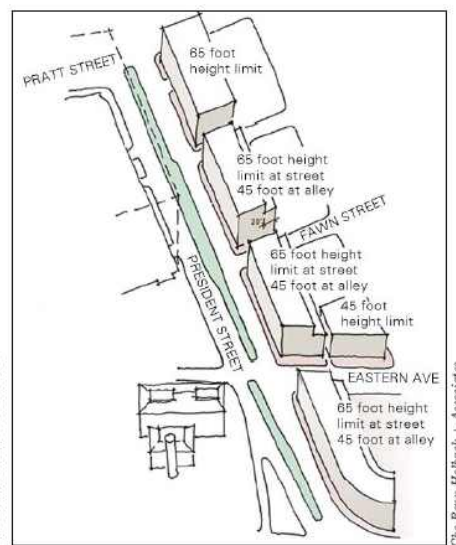 65 foot
height limit
PRATT STREET
65 foot height
limit at street
45 foot at alley
FAWN STREET
65 foot height
limit at street
45 foot at alley
PRESIDENT STREET
45 foot
height limit
EASTERN AVE
65 foot height
limit at street
45 foot at alley